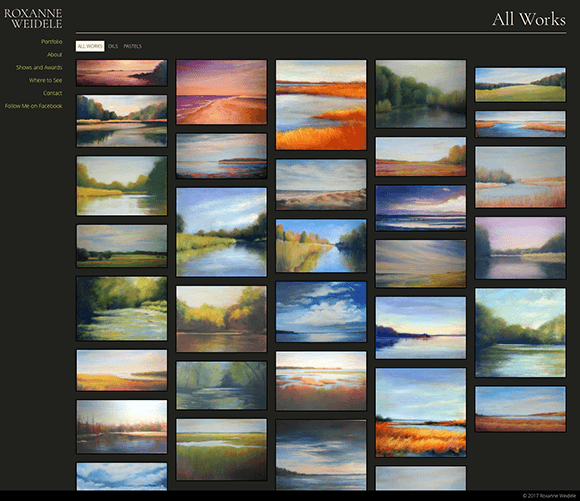 ROXANNE
WEIDELE
All Works
Portfolio
About
Shows and Awards
Where to See
Contact
Follow Me on Facebook
ALL WORKS OILS PASTELS
© 2017 Roxanne Weidele